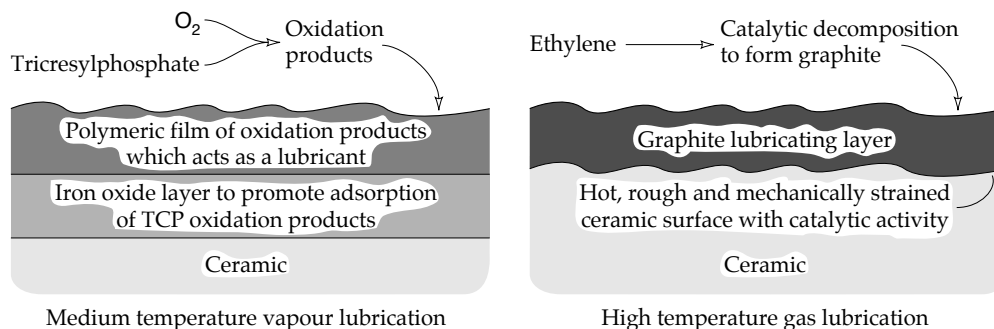 O₂
Oxidation
products
Tricresylphosphate
Polymeric film of oxidation products
which acts as a lubricant
Iron oxide layer to promote adsorption
of TCP oxidation products
Ceramic
Medium temperature vapour lubrication
Ethylene
Catalytic decomposition
to form graphite
Graphite lubricating layer
Hot, rough and mechanically strained
ceramic surface with catalytic activity
Ceramic
High temperature gas lubrication